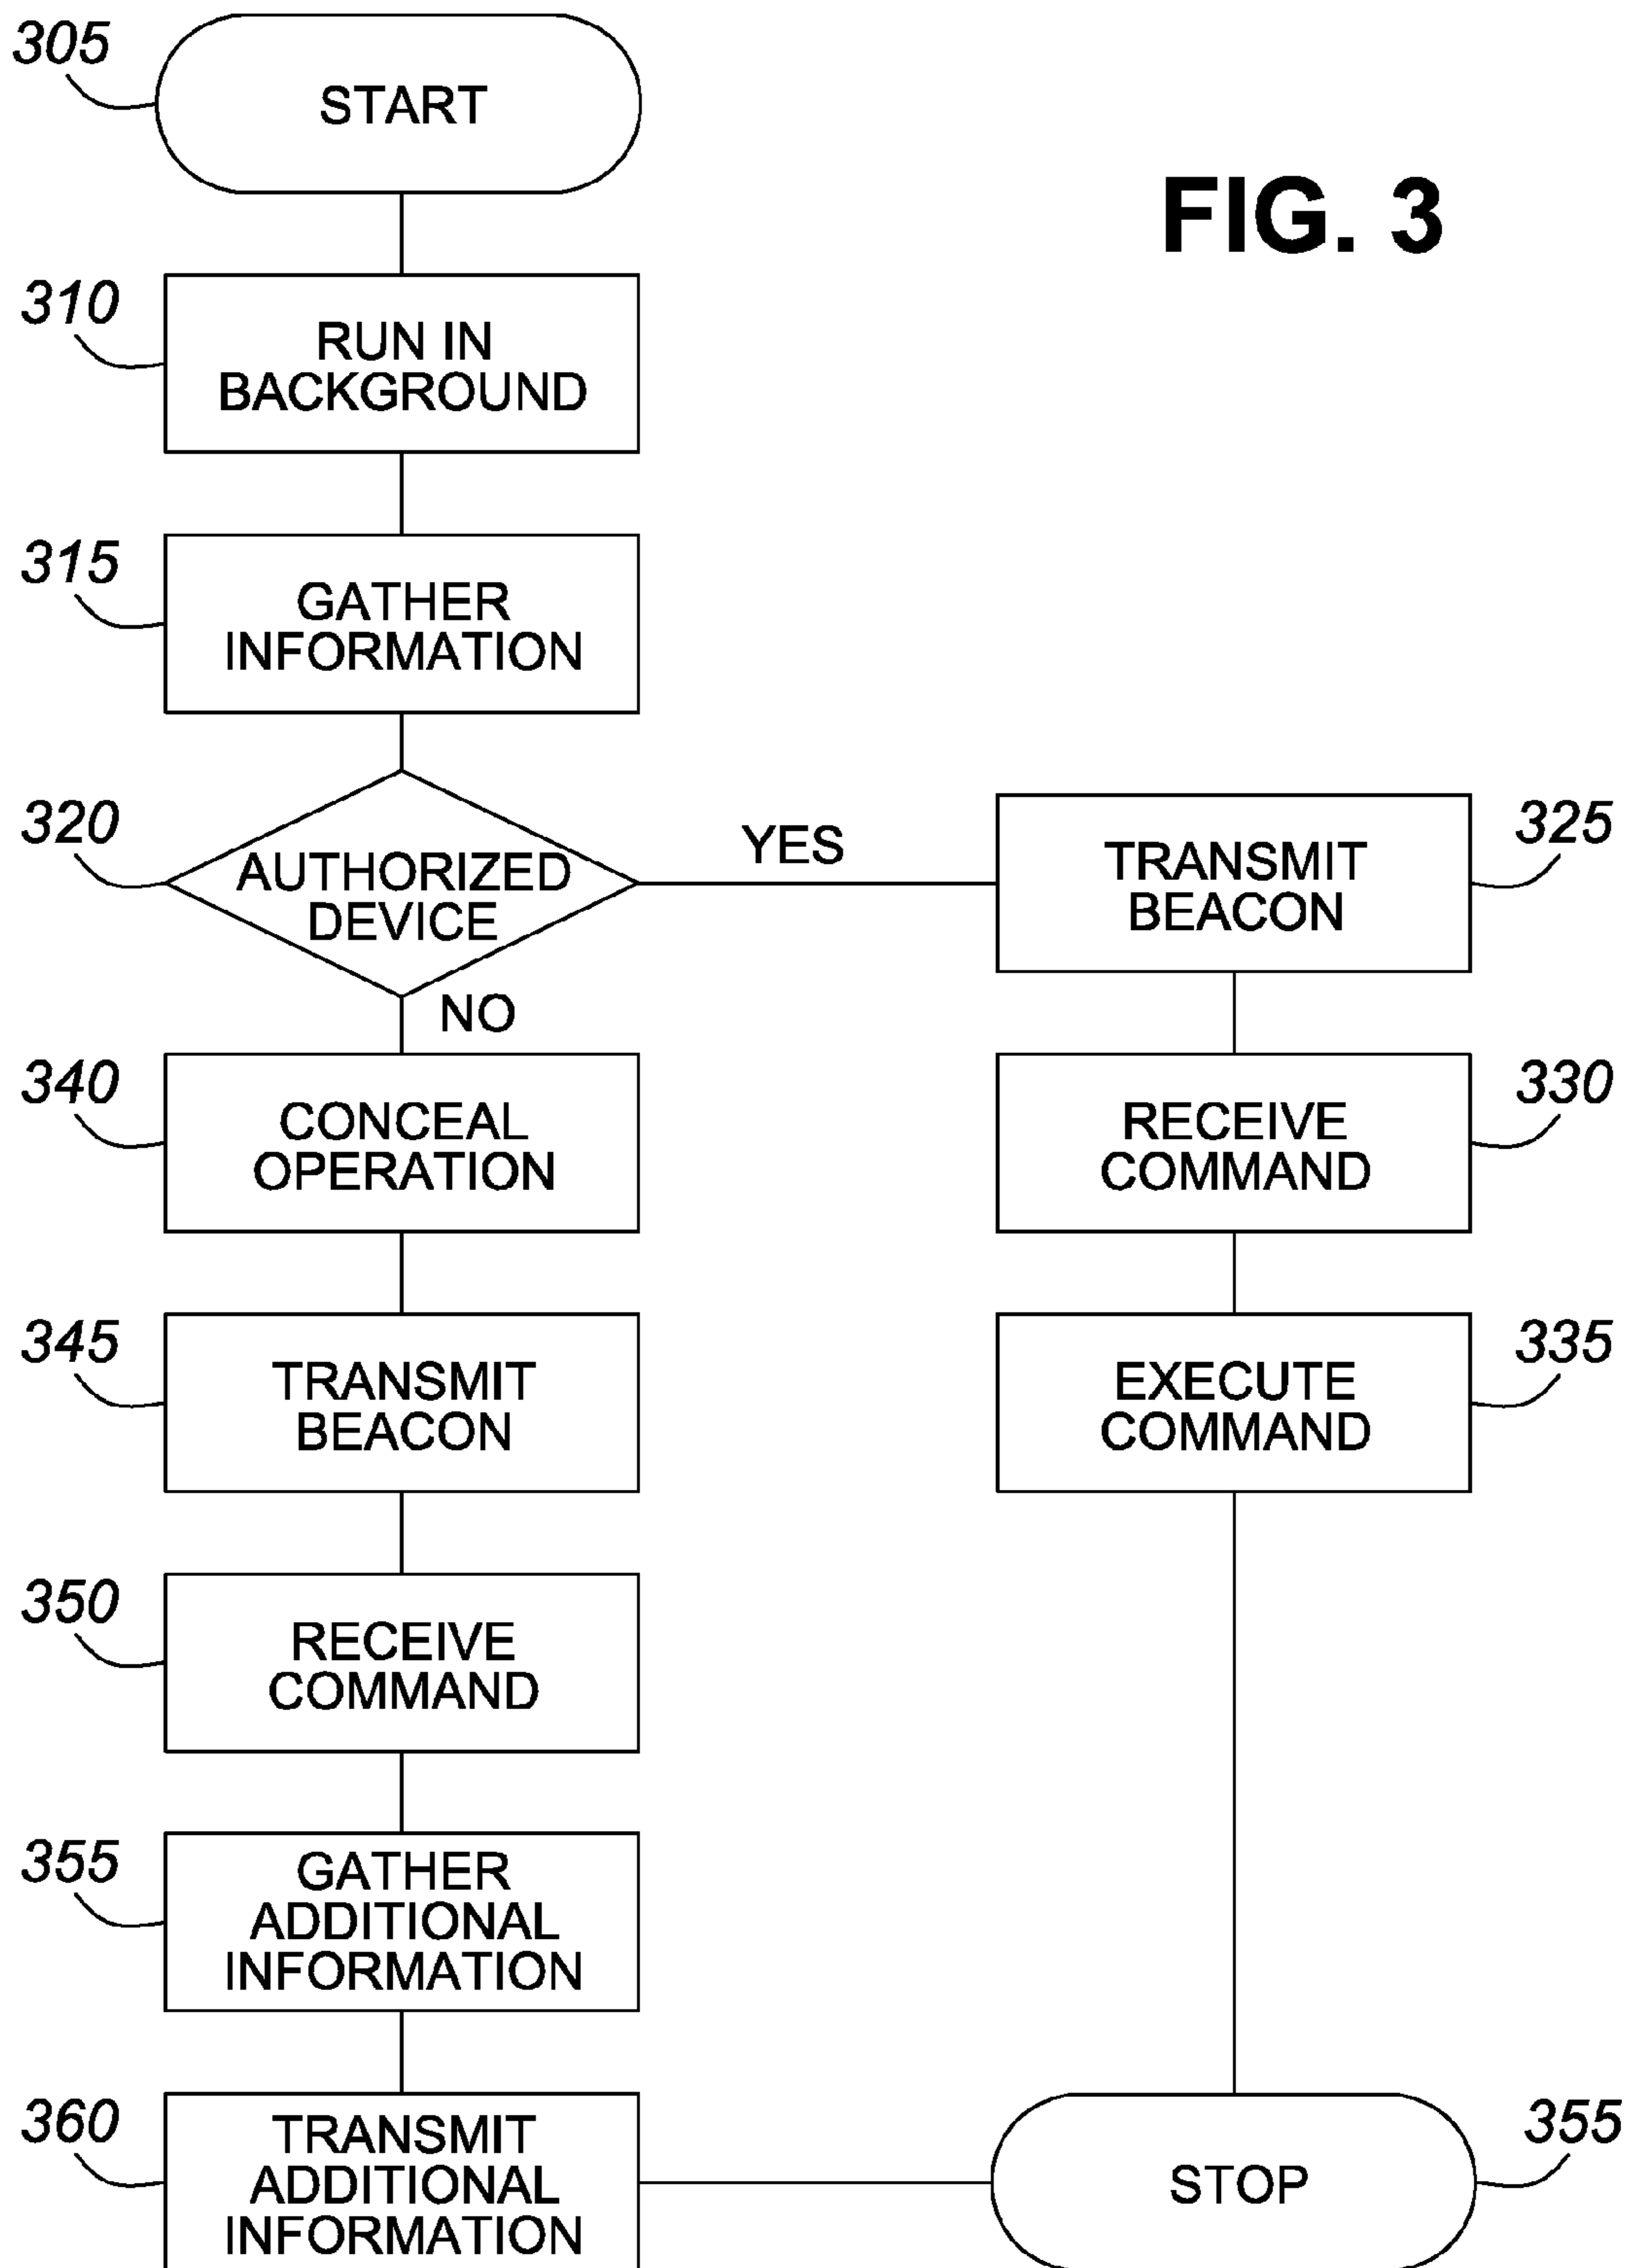 305
START
FIG. 3
310
RUN IN
BACKGROUND
315
GATHER
INFORMATION
320
AUTHORIZED
DEVICE
YES
NO
325
TRANSMIT
BEACON
340
CONCEAL
OPERATION
330
RECEIVE
COMMAND
345
TRANSMIT
BEACON
335
EXECUTE
COMMAND
350
RECEIVE
COMMAND
355
GATHER
ADDITIONAL
INFORMATION
360
TRANSMIT
ADDITIONAL
INFORMATION
355
STOP